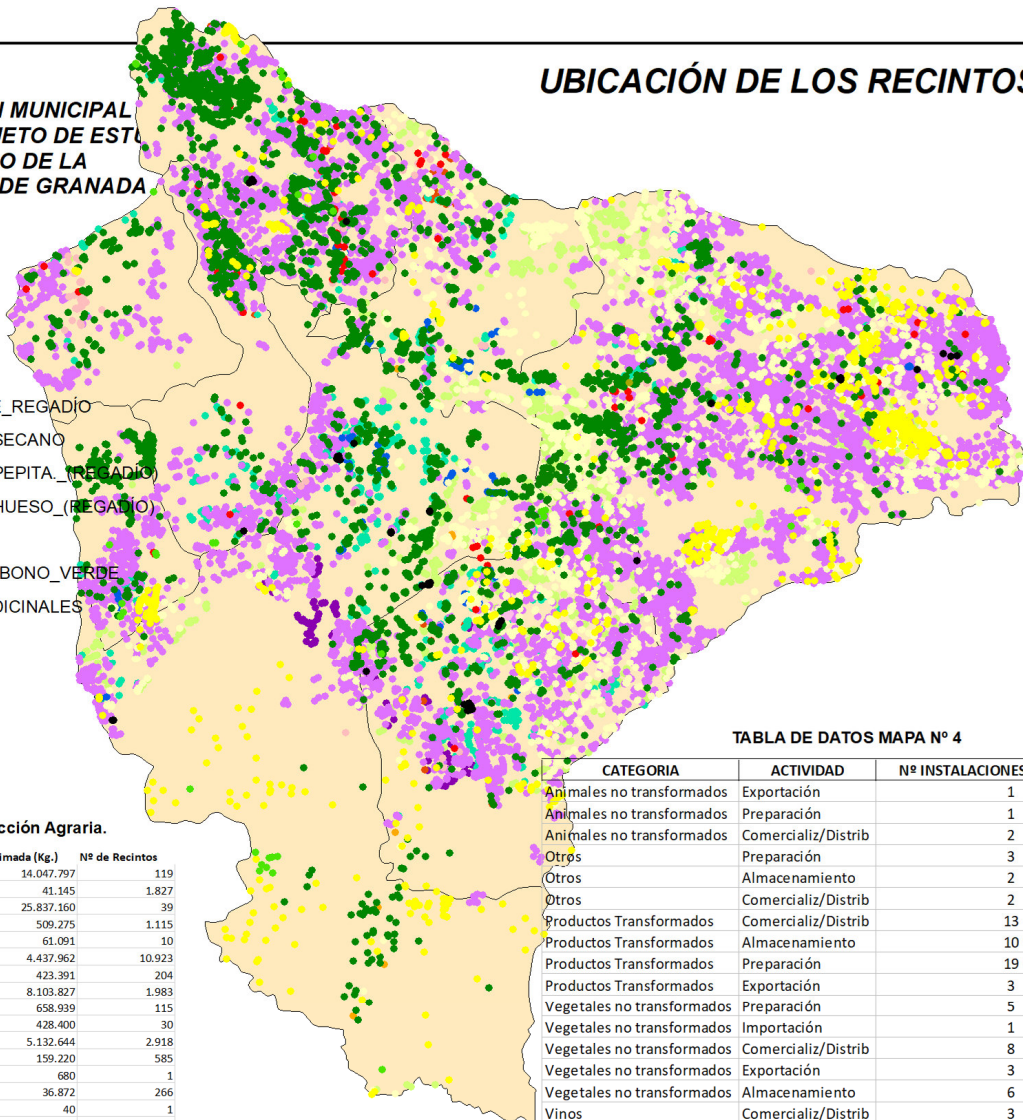 UBICACIÓN DE LOS RECINTOS
MUNICIPAL
DE LA
DE GRANADA
_REGADÍO
SECANO
PEPITA._(REGADÍO)
HUESO_(REGADÍO)
BONO_VERDE
DICINALES
TABLA DE DATOS MAPA Nº 4
CATEGORIA ACTIVIDAD Nº INSTALACIONES
Animales no transformados Exportación 1
Animales no transformados Preparación 1
Animales no transformados Comercializ/Distrib 2
Otros Preparación 3
Otros Almacenamiento 2
Otros Comercializ/Distrib 2
Productos Transformados Comercializ/Distrib 13
Productos Transformados Almacenamiento 10
Productos Transformados Preparación 19
Productos Transformados Exportación 3
Vegetales no transformados Preparación 5
Vegetales no transformados Importación 1
Vegetales no transformados Comercializ/Distrib 8
Vegetales no transformados Exportación 3
Vegetales no transformados Almacenamiento 6
Vinos Comercializ/Distrib 3
cción Agraria.
imada (Kg.) Nº de Recintos
14.047.797 119
41.145 1.827
25.837.160 39
509.275 1.115
61.091 10
4.437.962 10.923
423.391 204
8.103.827 1.983
658.939 115
428.400 30
5.132.644 2.918
159.220 585
680 1
36.872 266
40 1